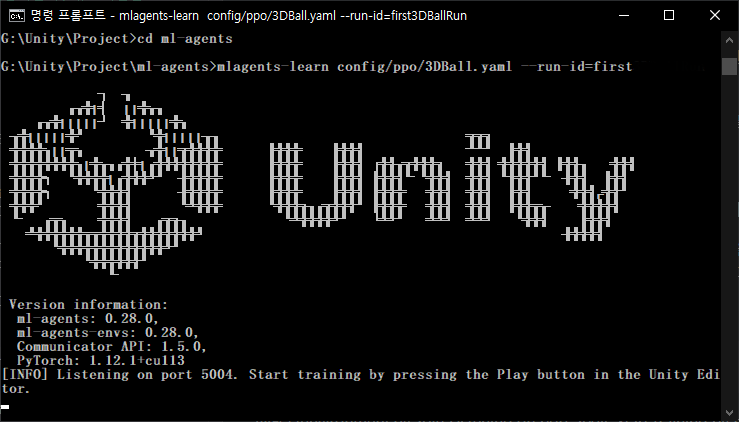 명령 프롬프트 - mlagents-learn  config/ppo/3DBall.yaml --run-id=first3DBallRun
G:\Unity\Project>cd ml-agents
G:\Unity\Project\ml-agents>mlagents-learn config/ppo/3DBall.yaml --run-id=first
Unity
Version information:
ml-agents: 0.28.0,
ml-agents-envs: 0.28.0,
Communicator API: 1.5.0,
PyTorch: 1.12.1+cu113
[INFO] Listening on port 5004. Start training by pressing the Play button in the Unity Edi
tor.